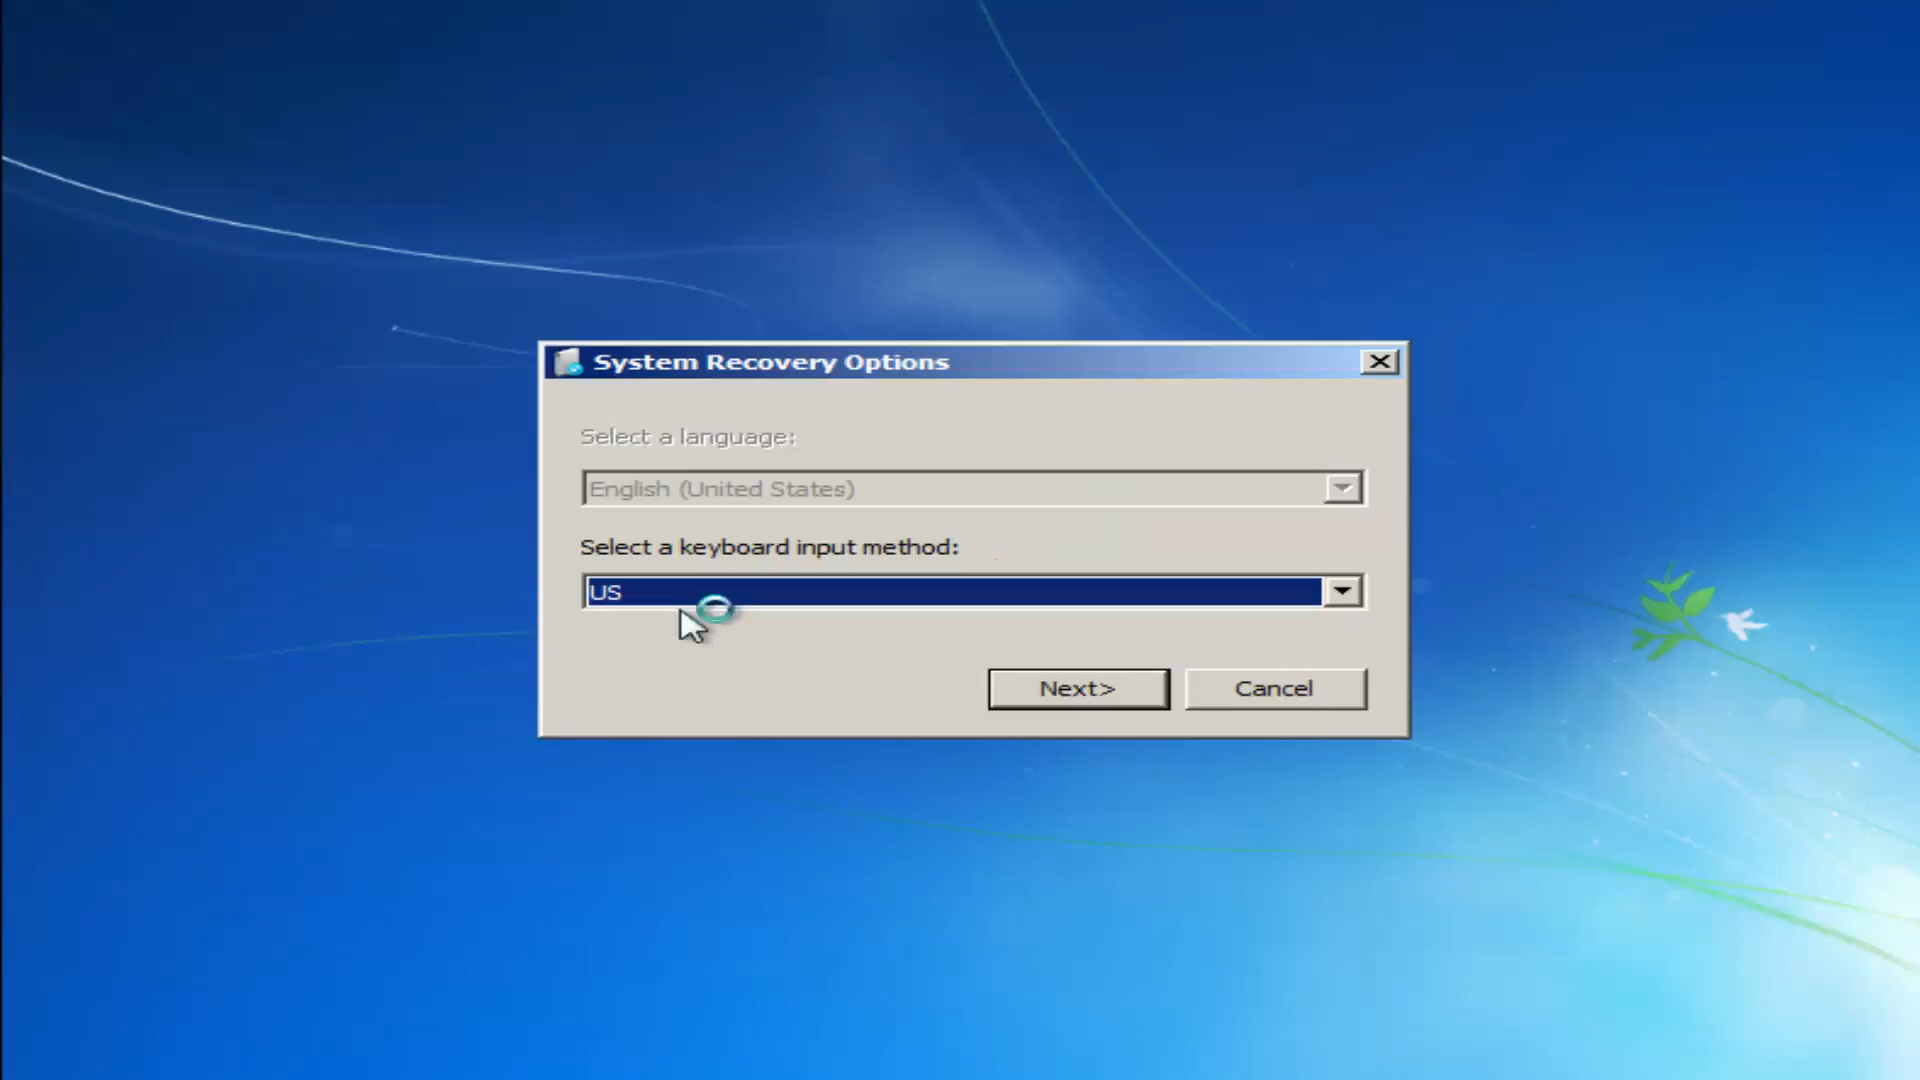 System Recovery Options
Select a language:
English (United States)
Select a keyboard input method:
US
Next>
Cancel